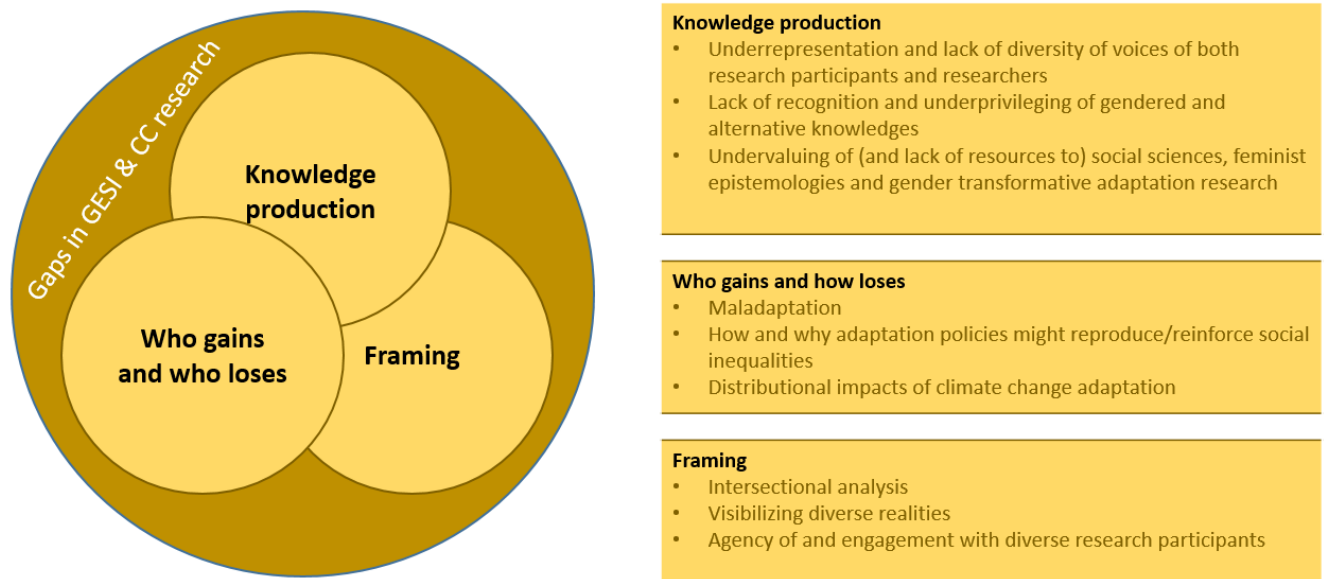 Gaps in GESI & CC research
Knowledge
production
Who gains
and who loses
Framing
Knowledge production
• Underrepresentation and lack of diversity of voices of both
research participants and researchers
• Lack of recognition and underprivileging of gendered and
alternative knowledges
• Undervaluing of (and lack of resources to) social sciences, feminist
epistemologies and gender transformative adaptation research
Who gains and how loses
• Maladaptation
• How and why adaptation policies might reproduce/reinforce social
inequalities
• Distributional impacts of climate change adaptation
Framing
• Intersectional analysis
• Visibilizing diverse realities
• Agency of and engagement with diverse research participants